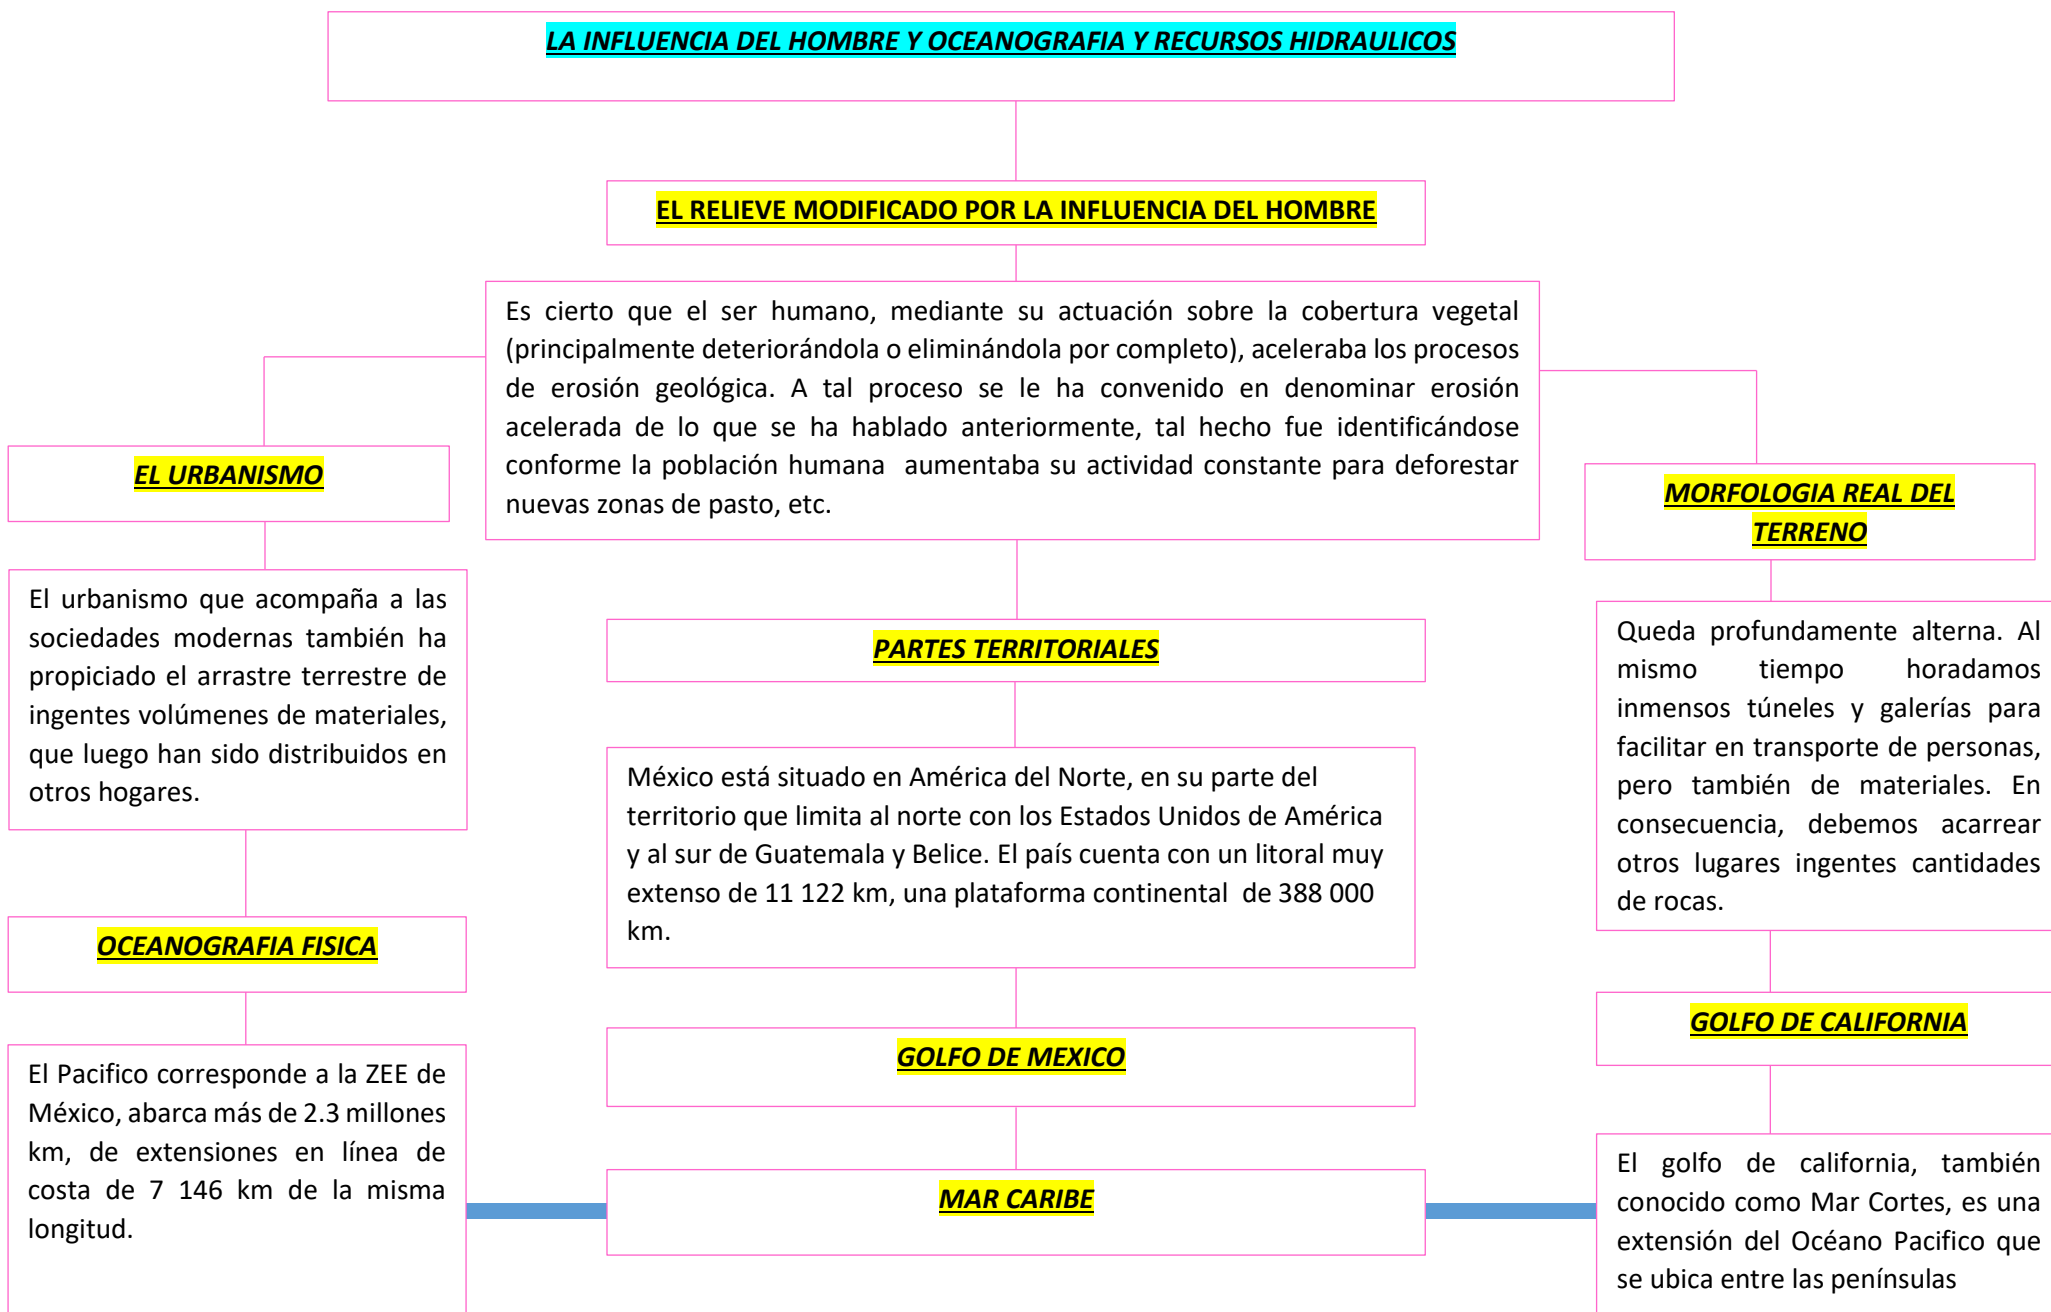 LA INFLUENCIA DEL HOMBRE Y OCEANOGRAFIA Y RECURSOS HIDRAULICOS
EL RELIEVE MODIFICADO POR LA INFLUENCIA DEL HOMBRE
Es cierto que el ser humano, mediante su actuación sobre la cobertura vegetal
(principalmente deteriorándola o eliminándola por completo), aceleraba los procesos
de erosión geológica. A tal proceso se le ha convenido en denominar erosión
acelerada de lo que se ha hablado anteriormente, tal hecho fue identificándose
conforme la población humana aumentaba su actividad constante para deforestar
nuevas zonas de pasto, etc.
EL URBANISMO
El urbanismo que acompaña a las
sociedades modernas también ha
propiciado el arrastre terrestre de
ingentes volúmenes de materiales,
que luego han sido distribuidos en
otros hogares.
OCEANOGRAFIA FISICA
El Pacifico corresponde a la ZEE de
México, abarca más de 2.3 millones
km, de extensiones en línea de
costa de 7 146 km de la misma
longitud.
PARTES TERRITORIALES
México está situado en América del Norte, en su parte del
territorio que limita al norte con los Estados Unidos de América
y al sur de Guatemala y Belice. El país cuenta con un litoral muy
extenso de 11 122 km, una plataforma continental de 388 000
km.
GOLFO DE MEXICO
MAR CARIBE
MORFOLOGIA REAL DEL
TERRENO
Queda profundamente alterna. Al
mismo tiempo horadamos
inmensos túneles y galerías para
facilitar en transporte de personas,
pero también de materiales. En
consecuencia, debemos acarrear
otros lugares ingentes cantidades
de rocas.
GOLFO DE CALIFORNIA
El golfo de california, también
conocido como Mar Cortes, es una
extensión del Océano Pacifico que
se ubica entre las penínsulas